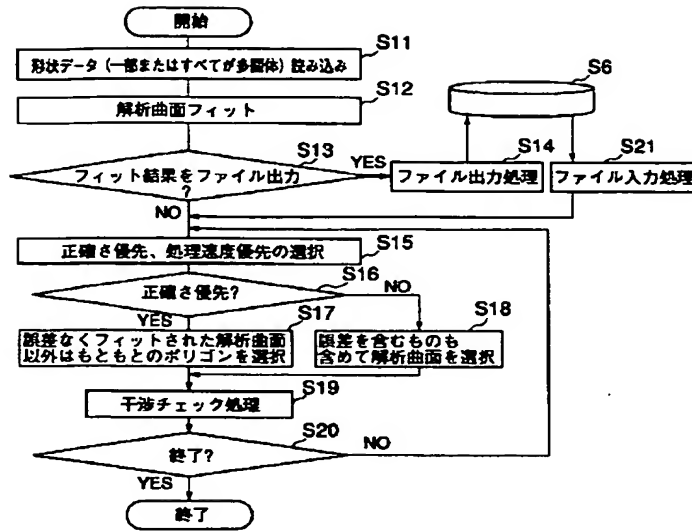 開始
S11
形状データ(一部またはすべてが多面体)読み込み
S12
解析曲面フィット
S6
S13
フィット結果をファイル出力
?
YES
NO
S14
ファイル出力処理
S21
ファイル入力処理
S15
正確さ優先、処理速度優先の選択
S16
正確さ優先?
NO
YES
S17
誤差なくフィットされた解析曲面
以外はもともとのポリゴンを選択
S18
誤差を含むものも
含めて解析曲面を選択
S19
干渉チェック処理
S20
終了?
NO
YES
終了